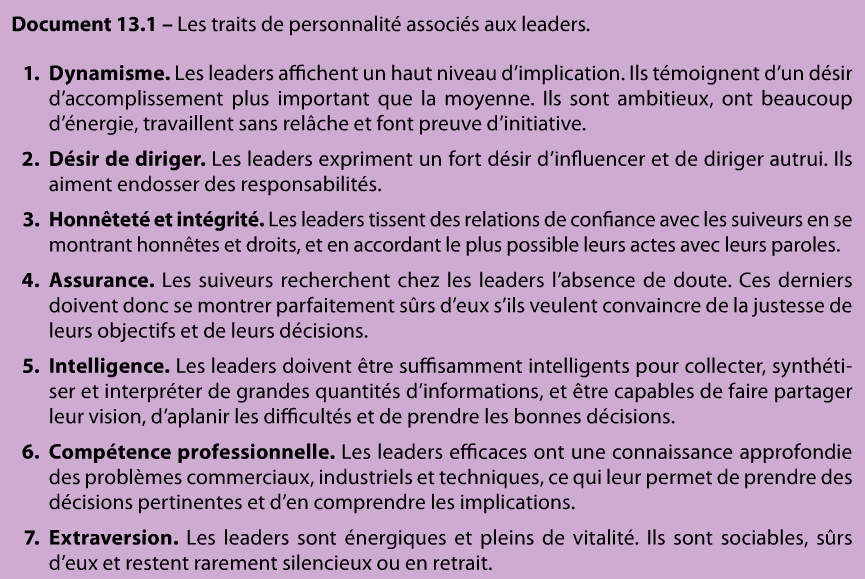 Document 13.1 – Les traits de personnalité associés aux leaders.
1. Dynamisme. Les leaders affichent un haut niveau d’implication. Ils témoignent d’un désir
d’accomplissement plus important que la moyenne. Ils sont ambitieux, ont beaucoup
d’énergie, travaillent sans relâche et font preuve d’initiative.
2. Désir de diriger. Les leaders expriment un fort désir d’influencer et de diriger autrui. Ils
aiment endosser des responsabilités.
3. Honnêteté et intégrité. Les leaders tissent des relations de confiance avec les suiveurs en se
montrant honnêtes et droits, et en accordant le plus possible leurs actes avec leurs paroles.
4. Assurance. Les suiveurs recherchent chez les leaders l’absence de doute. Ces derniers
doivent donc se montrer parfaitement sûrs d’eux s’ils veulent convaincre de la justesse de
leurs objectifs et de leurs décisions.
5. Intelligence. Les leaders doivent être suffisamment intelligents pour collecter, synthéti-
ser et interpréter de grandes quantités d’informations, et être capables de faire partager
leur vision, d’aplanir les difficultés et de prendre les bonnes décisions.
6. Compétence professionnelle. Les leaders efficaces ont une connaissance approfondie
des problèmes commerciaux, industriels et techniques, ce qui leur permet de prendre des
décisions pertinentes et d’en comprendre les implications.
7. Extraversion. Les leaders sont énergiques et pleins de vitalité. Ils sont sociables, sûrs
d’eux et restent rarement silencieux ou en retrait.